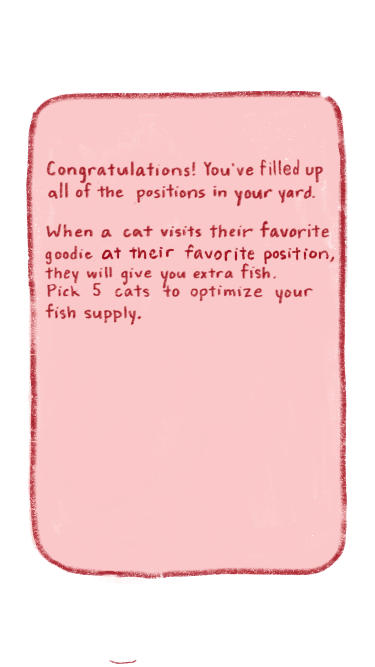 Congratulations! You've filled up
all of the positions in your yard.
When a cat visits their favorite
goodie at their favorite position,
they will give you extra fish.
Pick 5 cats to optimize your
fish supply.